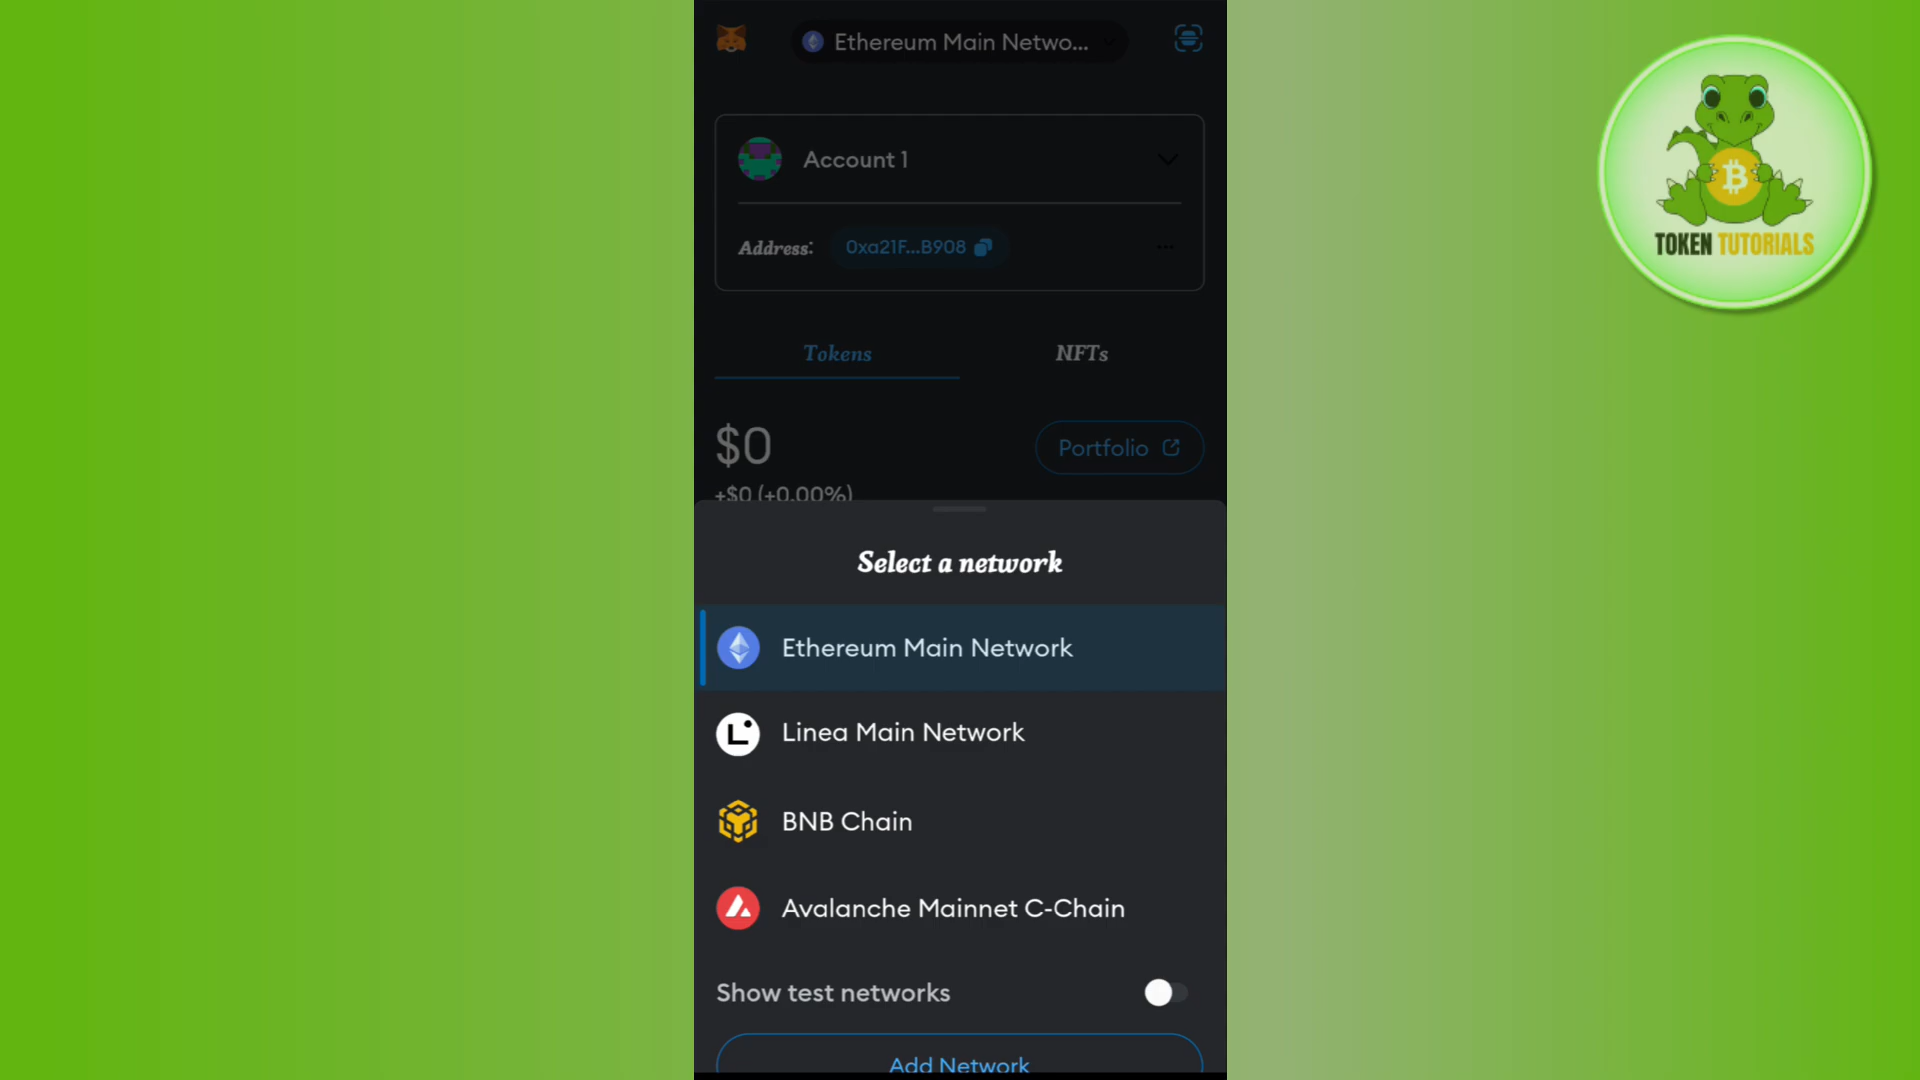 Ethereum Main Netwo...
Account 1
Address:
0xa21F...B908
Tokens
NFTs
$0
Portfolio
+$0 (+0.00%)
Select a network
Ethereum Main Network
Linea Main Network
BNB Chain
Avalanche Mainnet C-Chain
Show test networks
Add Network
TOKEN TUTORIALS